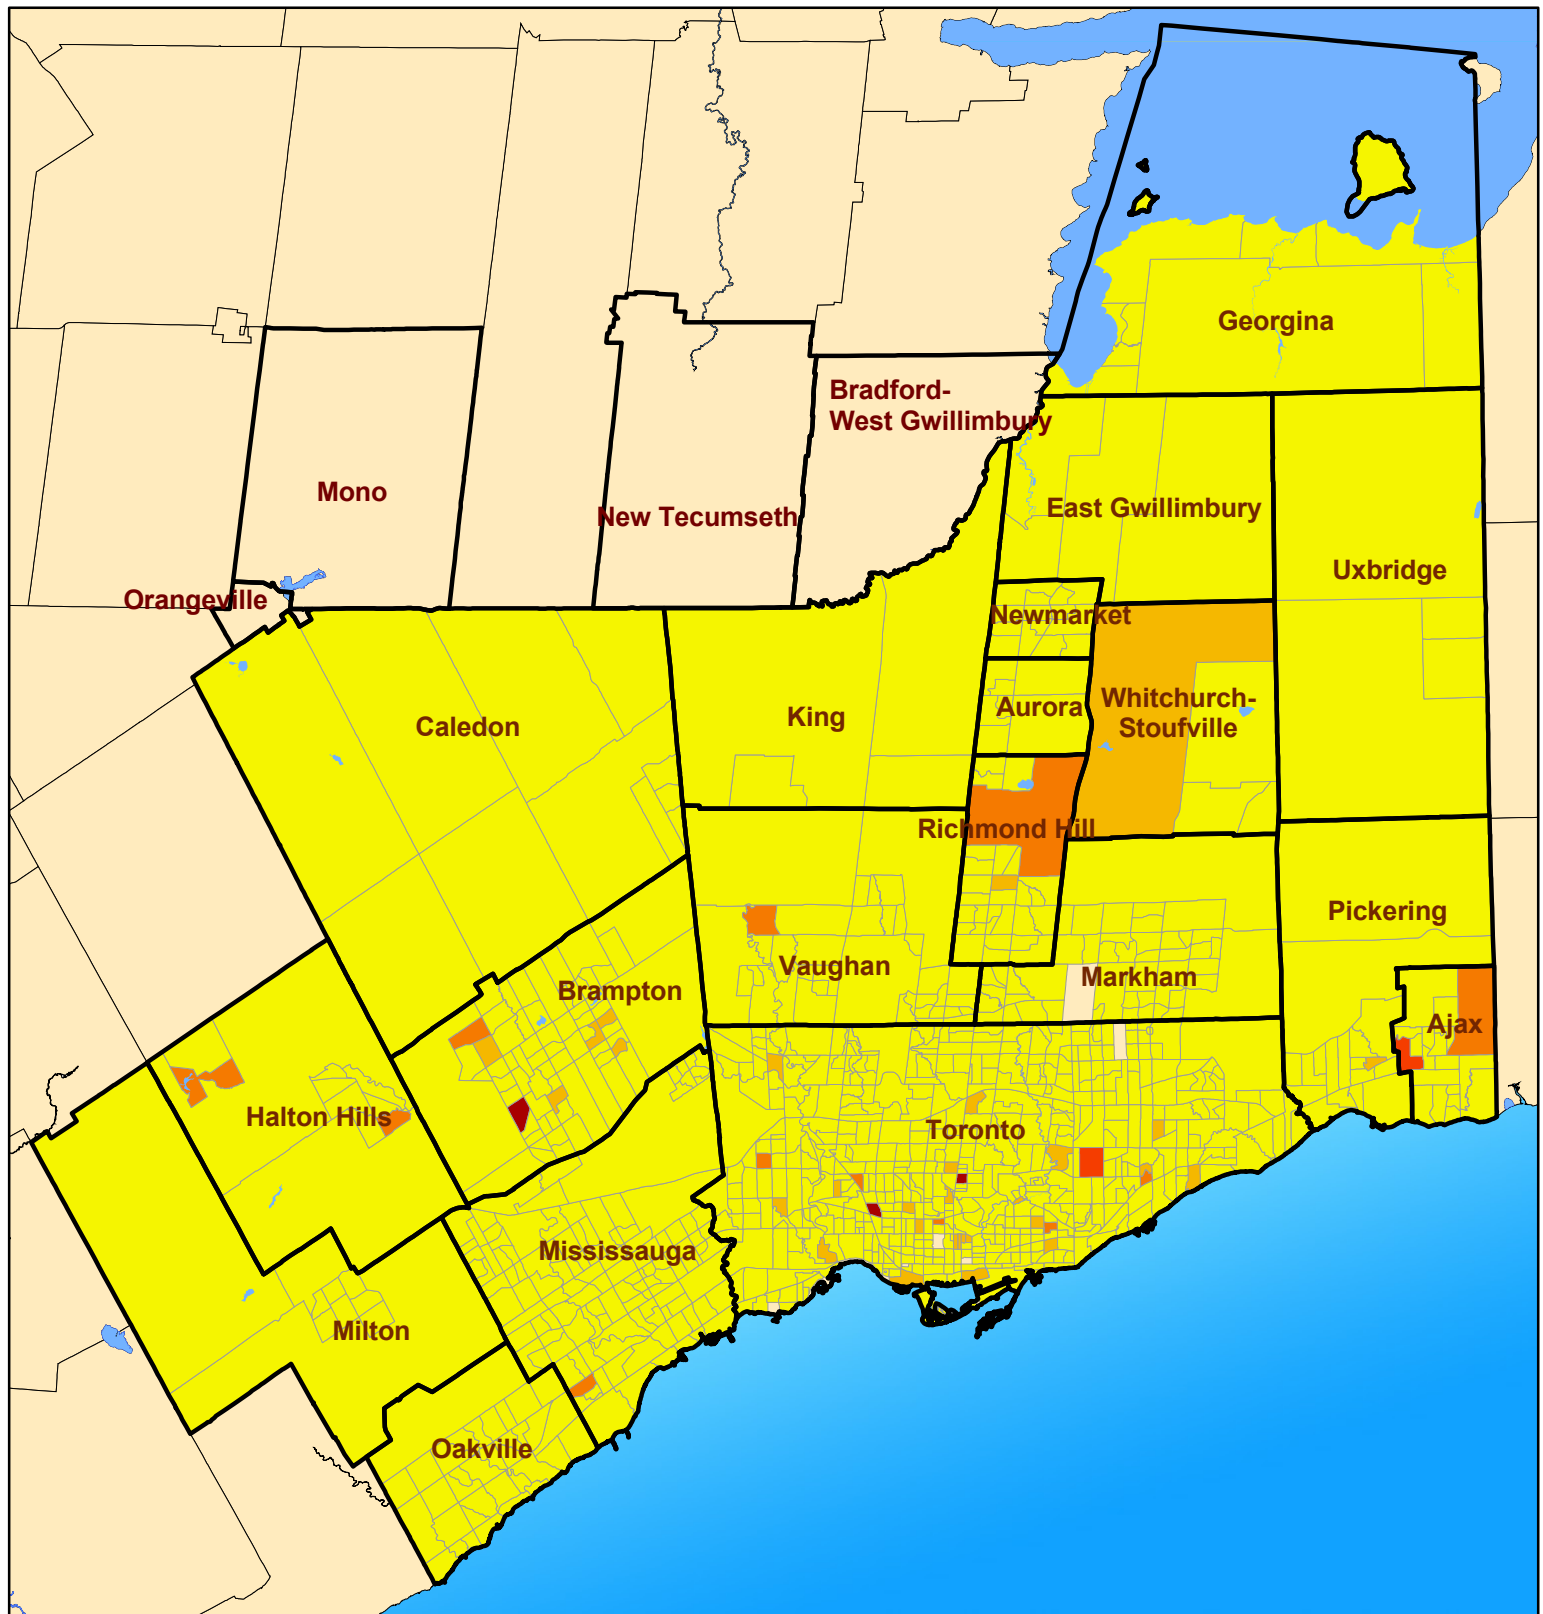 Georgina
Bradford-
West Gwillimbury
Mono
East Gwillimbury
New Tecumseth
Uxbridge
Orangeville
Newmarket
Whitchurch-
Stoufville
Aurora
King
Caledon
Richmond Hill
Pickering
Vaughan
Markham
Brampton
Ajax
Halton Hills
Toronto
Mississauga
Milton
Oakville